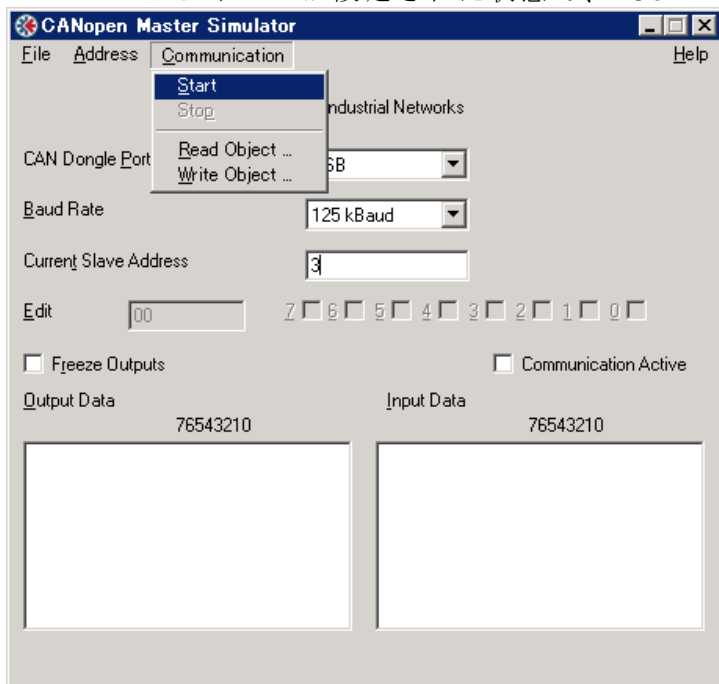 CANopen Master Simulator
File Address Communication Help
Start
Stop
Read Object ...
Write Object ...
ndustrial Networks
CAN Dongle Port SB
Baud Rate 125 kBaud
Current Slave Address 3
Edit 00 7 6 5 4 3 2 1 0
Freeze Outputs Communication Active
Output Data Input Data
76543210 76543210